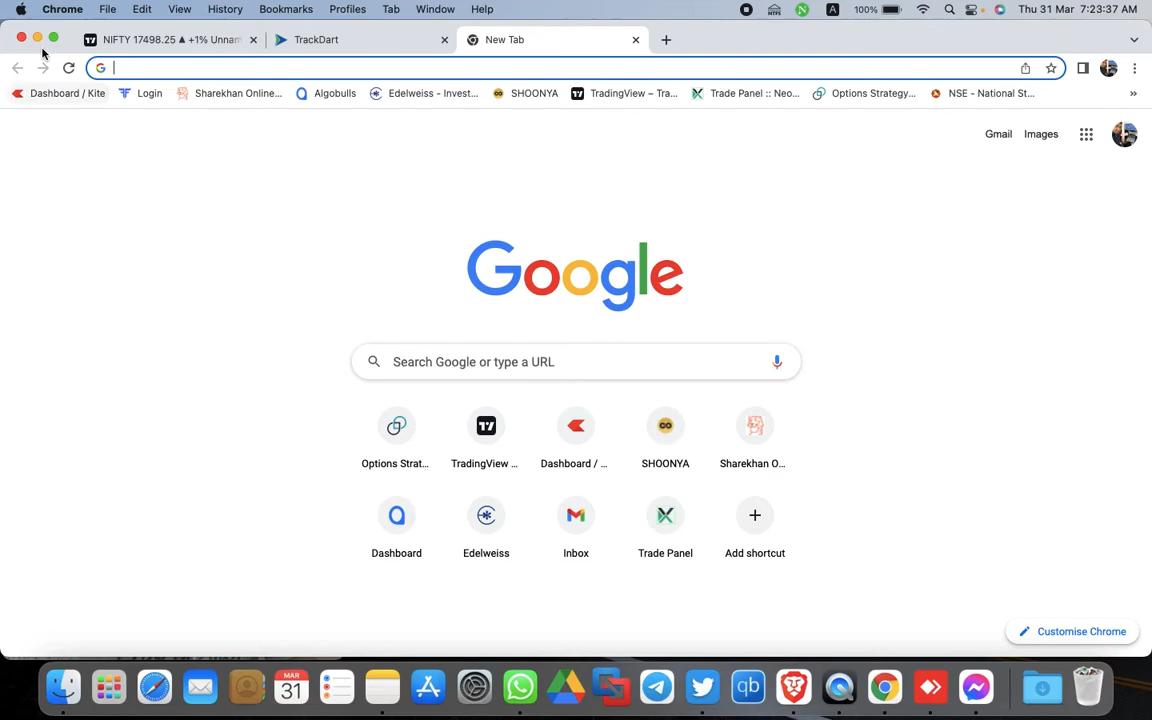 Chrome File Edit View History Bookmarks Profiles Tab Window Help NTFS N A 100% Thu 31 Mar 7:23:37 AM
NIFTY 17498.25 ▲ +1% Unnam TrackDart New Tab
Dashboard / Kite Login Sharekhan Online... Algobulls Edelweiss - Invest... SHOONYA TradingView – Tra... Trade Panel :: Neo... Options Strategy... NSE - National St... »
Gmail Images
Google
Search Google or type a URL
Options Strat... TradingView ... Dashboard / ... SHOONYA Sharekhan O...
Dashboard Edelweiss Inbox Trade Panel Add shortcut
Customise Chrome
MAR
31
qb